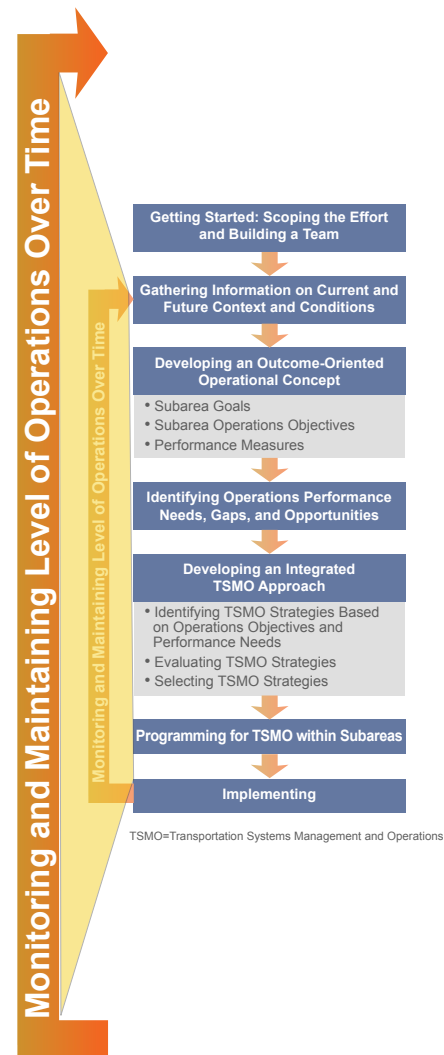 Monitoring and Maintaining Level of Operations Over Time
Monitoring and Maintaining Level of Operations Over Time
Getting Started: Scoping the Effort
and Building a Team
Gathering Information on Current and
Future Context and Conditions
Developing an Outcome-Oriented
Operational Concept
• Subarea Goals
• Subarea Operations Objectives
• Performance Measures
Identifying Operations Performance
Needs, Gaps, and Opportunities
Developing an Integrated
TSMO Approach
• Identifying TSMO Strategies Based
on Operations Objectives and
Performance Needs
• Evaluating TSMO Strategies
• Selecting TSMO Strategies
Programming for TSMO within Subareas
Implementing
TSMO=Transportation Systems Management and Operations